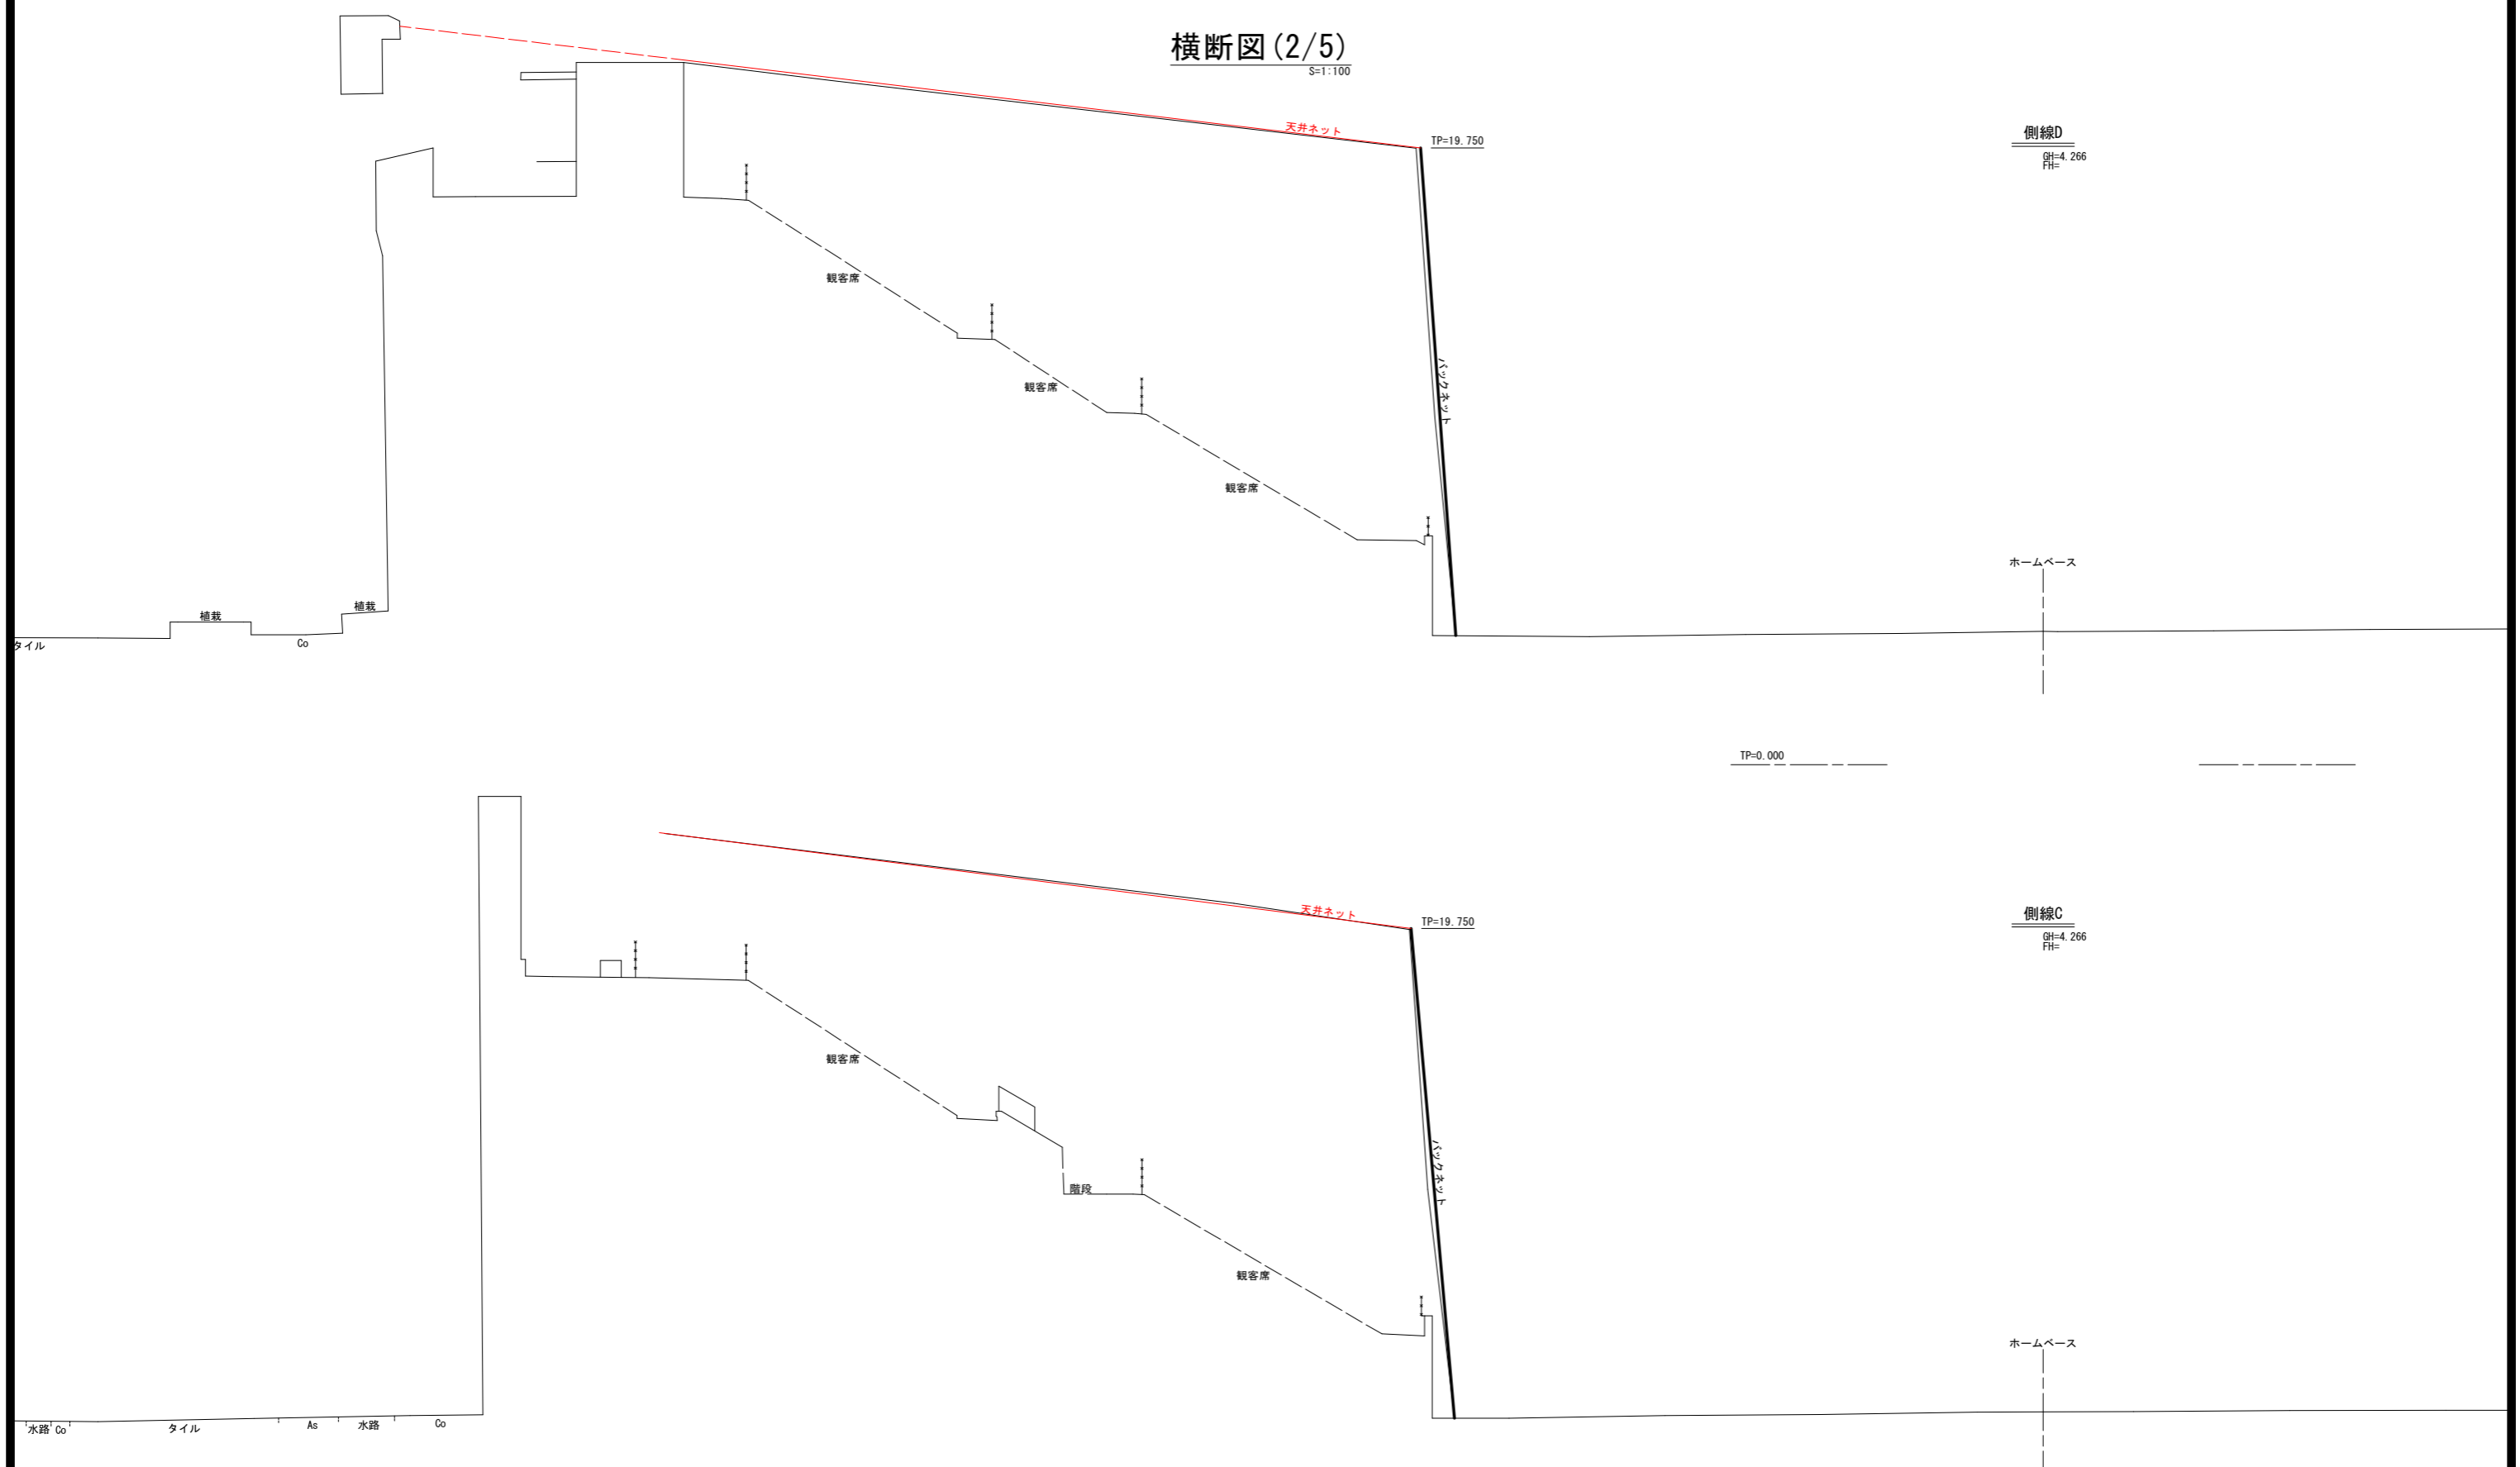 横断図(2/5)
S=1:100
天井ネット
TP=19.750
側線D
GH=4.266
FH=
観客席
観客席
バックネット
観客席
ホームベース
植栽
植栽
タイル
Co
TP=0.000
天井ネット
TP=19.750
側線C
GH=4.266
FH=
観客席
バックネット
階段
観客席
ホームベース
水路
Co
タイル
As
水路
Co